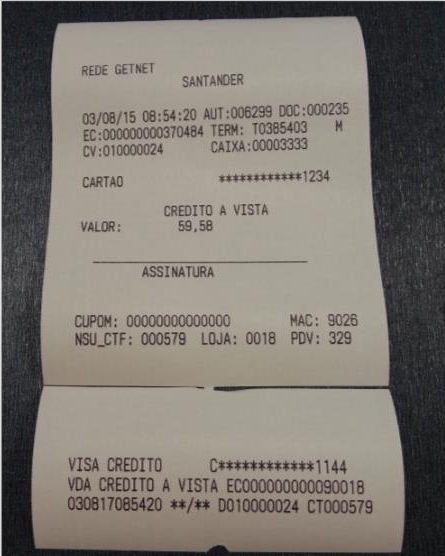 REDE GETNET
SANTANDER
03/08/15 08:54:20 AUT:006299 DOC:000235
EC:000000000370484 TERM: T0385403 M
CV:010000024 CAIXA:00003333
CARTAO ************1234
CREDITO A VISTA
VALOR: 59,58
ASSINATURA
CUPOM: 00000000000000 MAC: 9026
NSU_CTF: 000579 LOJA: 0018 PDV: 329
VISA CREDITO C************1144
VDA CREDITO A VISTA EC000000000090018
030817085420 **/** D010000024 CT000579